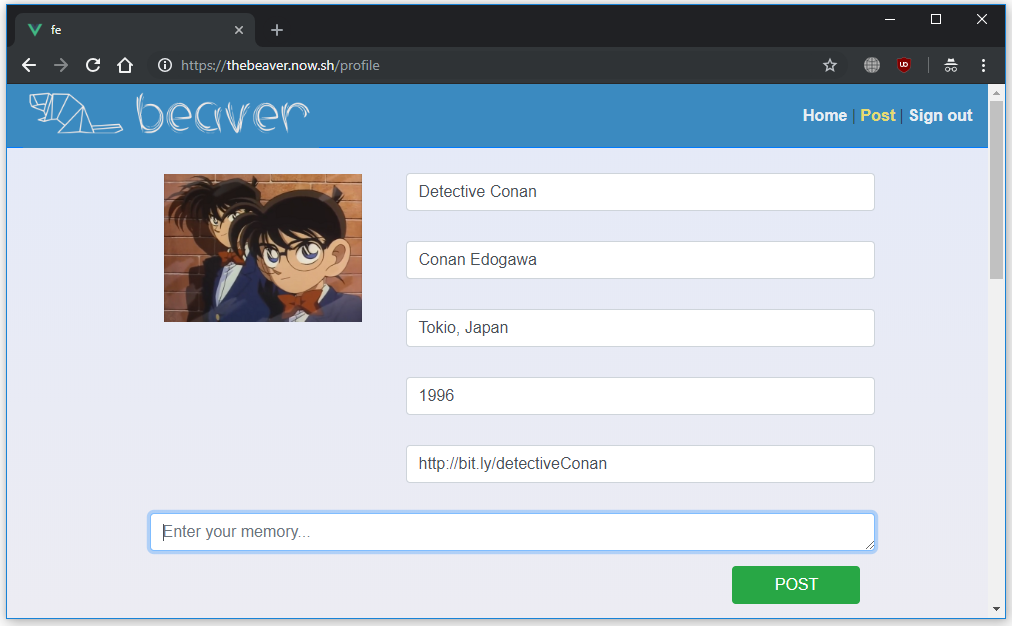 fe
https://thebeaver.now.sh/profile
beaver
Home | Post | Sign out
Detective Conan
Conan Edogawa
Tokio, Japan
1996
http://bit.ly/detectiveConan
Enter your memory...
POST